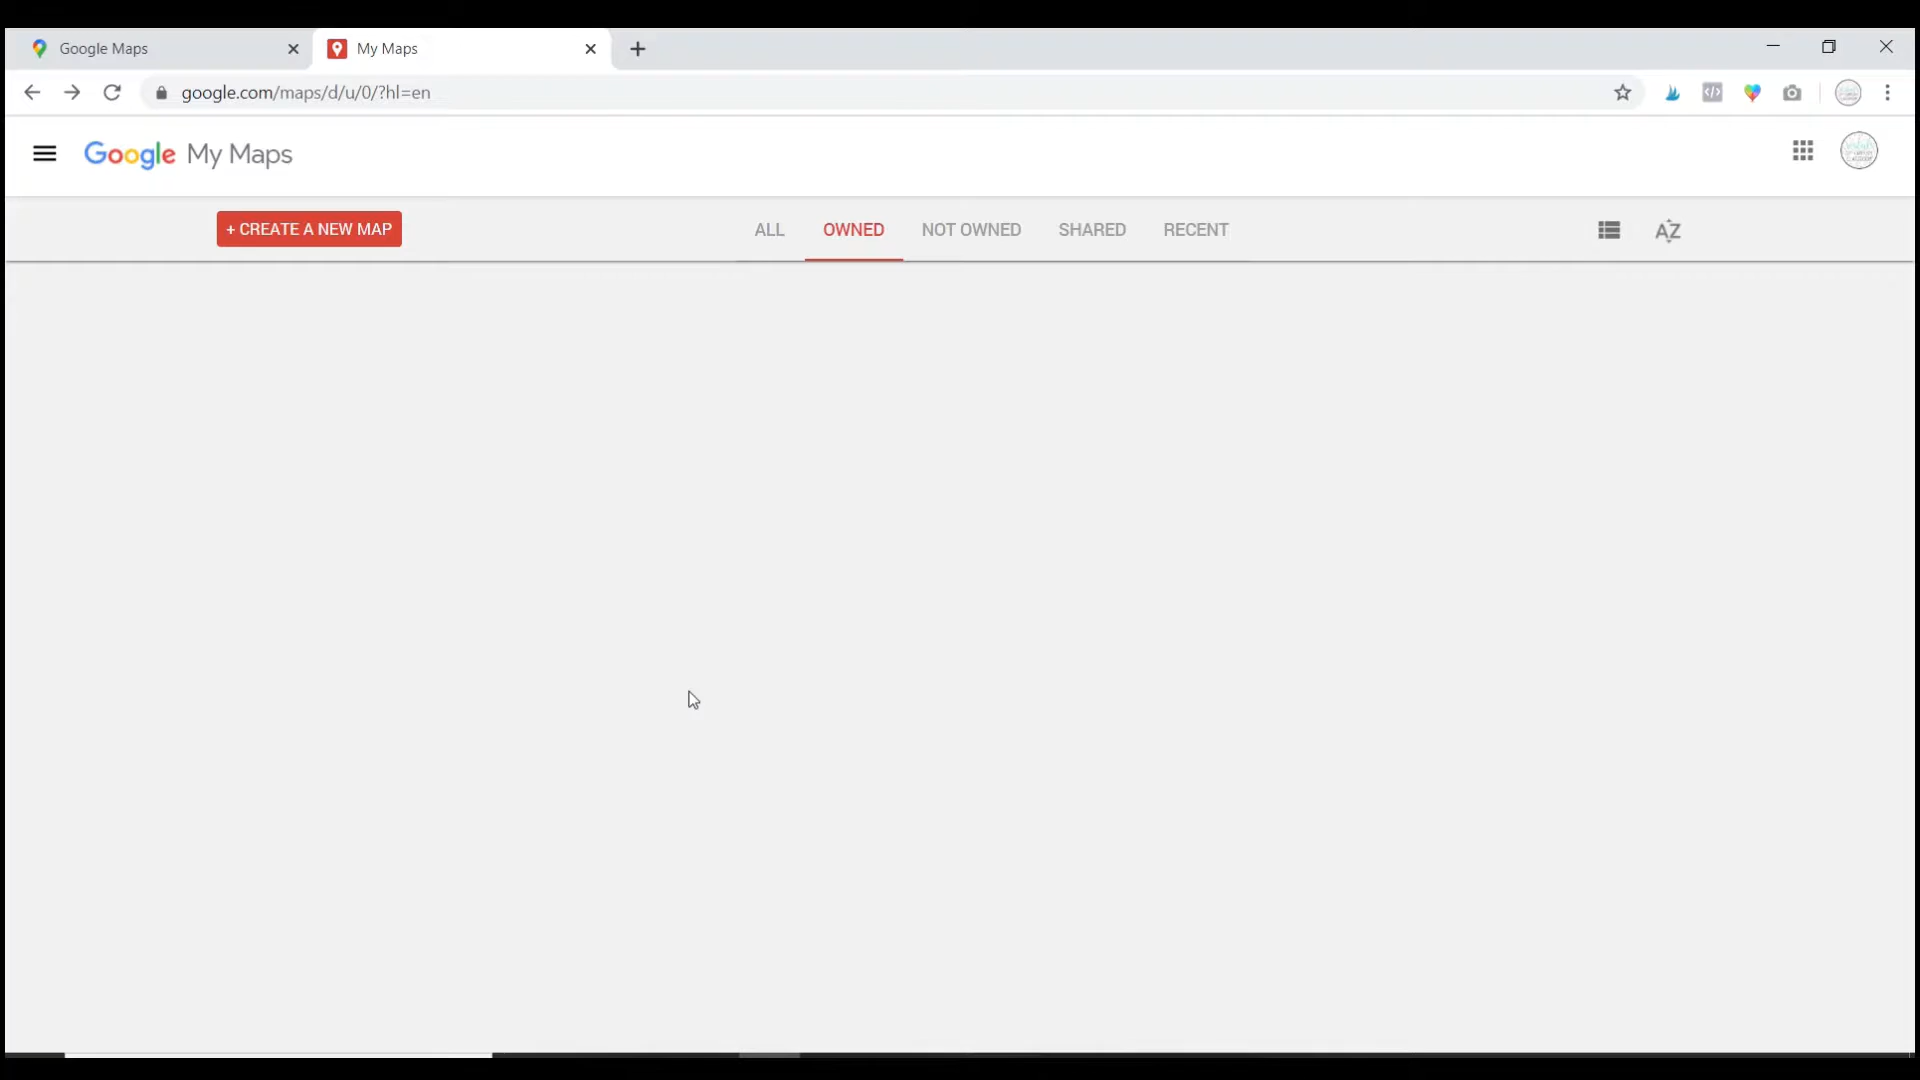 Google Maps
My Maps
google.com/maps/d/u/0/?hl=en
Google My Maps
+ CREATE A NEW MAP
ALL
OWNED
NOT OWNED
SHARED
RECENT
AZ